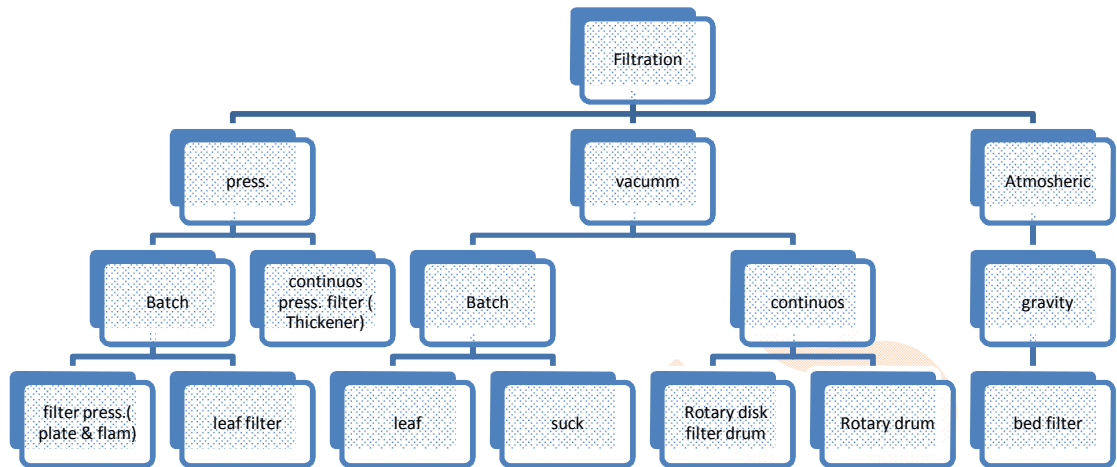 Filtration
press.
vacumm
Atmosheric
Batch
continuos
press. filter (
Thickener)
Batch
continuos
gravity
filter press.(
plate & flam)
leaf filter
leaf
suck
Rotary disk
filter drum
Rotary drum
bed filter